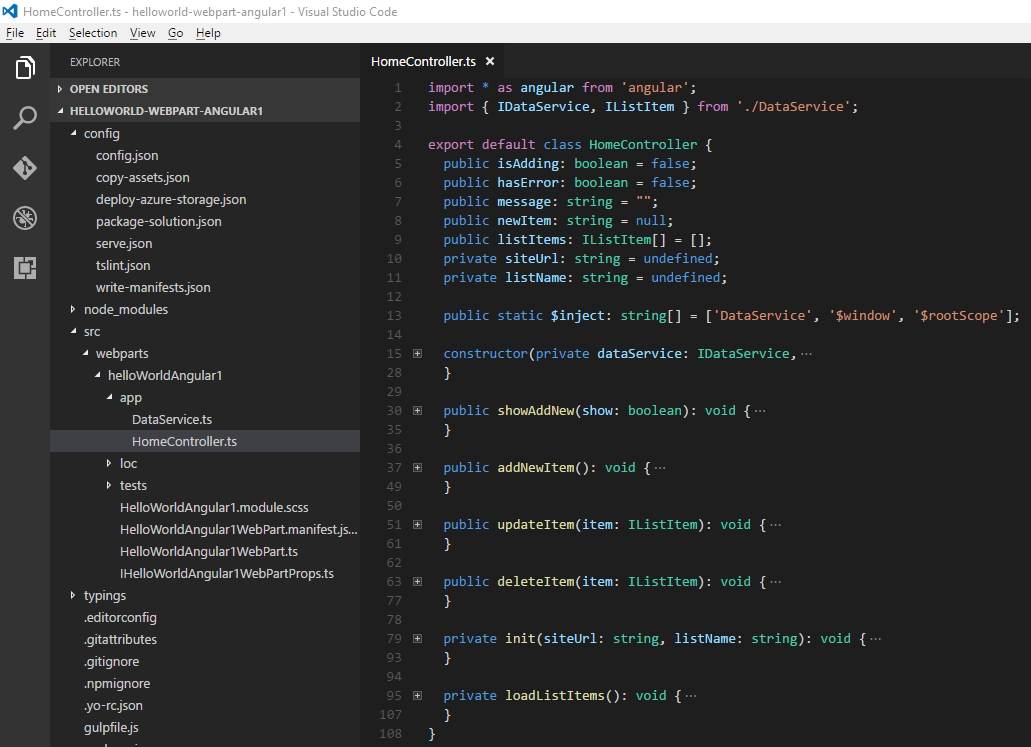 HomeController.ts - helloworld-webpart-angular1 - Visual Studio Code
File Edit Selection View Go Help
EXPLORER
OPEN EDITORS
HELLOWORLD-WEBPART-ANGULAR1
config
config.json
copy-assets.json
deploy-azure-storage.json
package-solution.json
serve.json
tslint.json
write-manifests.json
node_modules
src
webparts
helloWorldAngular1
app
DataService.ts
HomeController.ts
loc
tests
HelloWorldAngular1.module.scss
HelloWorldAngular1WebPart.manifest.js...
HelloWorldAngular1WebPart.ts
IHelloWorldAngular1WebPartProps.ts
typings
.editorconfig
.gitattributes
.gitignore
.npmignore
.yo-rc.json
gulpfile.js
HomeController.ts ×
1 import * as angular from 'angular';
2 import { IDataService, IListItem } from './DataService';
3
4 export default class HomeController {
5 public isAdding: boolean = false;
6 public hasError: boolean = false;
7 public message: string = "";
8 public newItem: string = null;
9 public listItems: IListItem[] = [];
10 private siteUrl: string = undefined;
11 private listName: string = undefined;
12
13 public static $inject: string[] = ['DataService', '$window', '$rootScope'];
14
15 constructor(private dataService: IDataService, ···
28 }
29
30 public showAddNew(show: boolean): void { ···
35 }
36
37 public addNewItem(): void { ···
49 }
50
51 public updateItem(item: IListItem): void { ···
61 }
62
63 public deleteItem(item: IListItem): void { ···
77 }
78
79 private init(siteUrl: string, listName: string): void { ···
93 }
94
95 private loadListItems(): void { ···
107 }
108 }